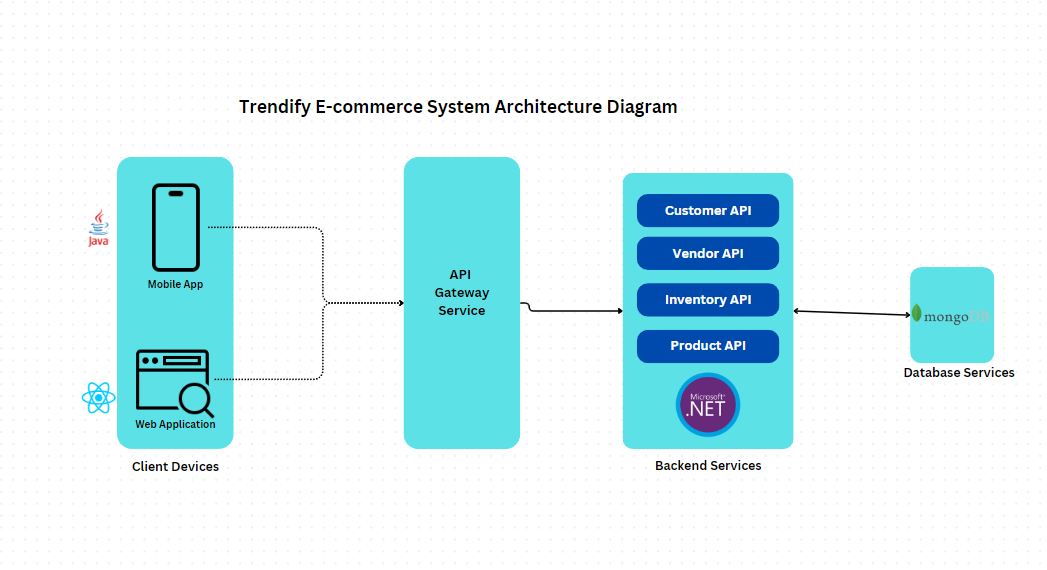 Trendify E-commerce System Architecture Diagram
Java
Mobile App
Web Application
Client Devices
API
Gateway
Service
Customer API
Vendor API
Inventory API
Product API
Microsoft®
.NET
Backend Services
mongoDB
Database Services